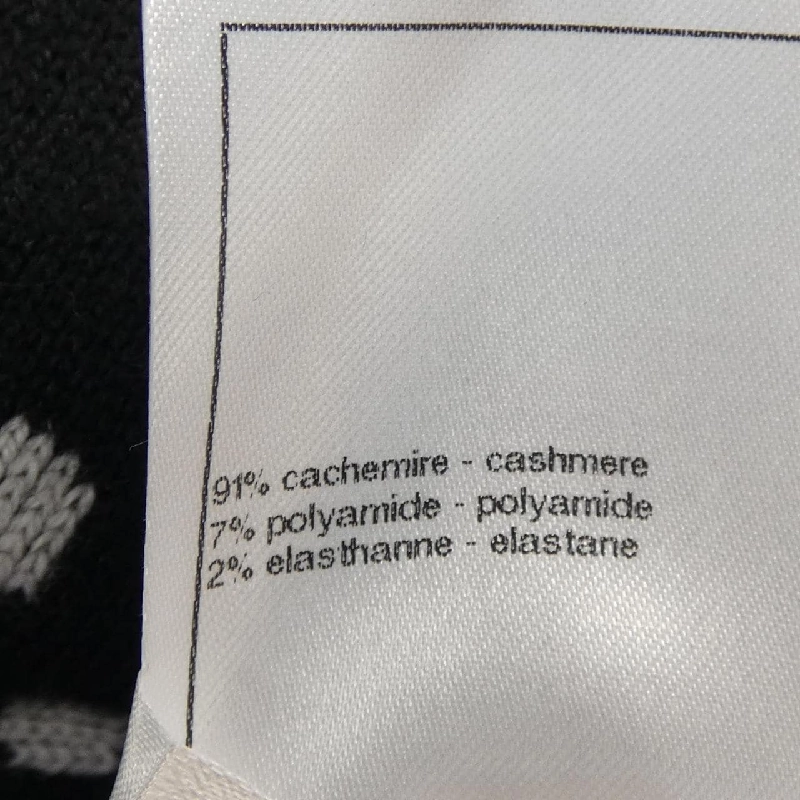 91% cachemire - cashmere
7% polyamide - polyamide
2% elasthanne - elastane